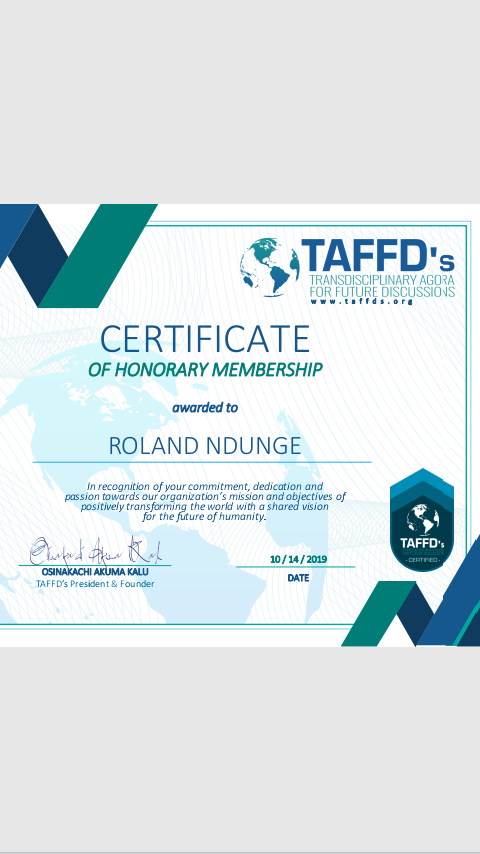 TAFFD's
TRANSDISCIPLINARY AGORA
FOR FUTURE DISCUSSIONS
www.taffds.org
CERTIFICATE
OF HONORARY MEMBERSHIP
awarded to
ROLAND NDUNGE
In recognition of your commitment, dedication and
passion towards our organization's mission and objectives of
positively transforming the world with a shared vision
for the future of humanity.
OSINAKACHI AKUMA KALU
TAFFD's President & Founder
10 / 14 / 2019
DATE
TAFFD's
- CERTIFIED -